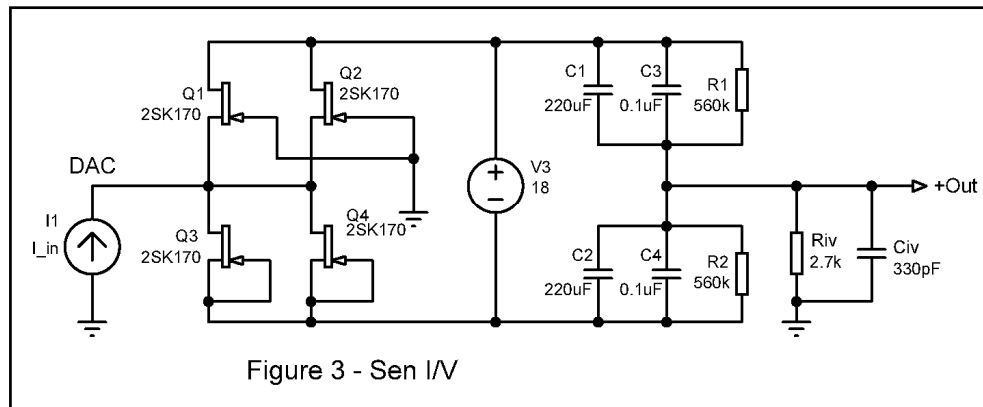 Q1
2SK170
Q2
2SK170
DAC
I1
I_in
Q3
2SK170
Q4
2SK170
+
-
V3
18
C1
220uF
C3
0.1uF
R1
560k
C2
220uF
C4
0.1uF
R2
560k
+Out
Riv
2.7k
Civ
330pF
Figure 3 - Sen I/V